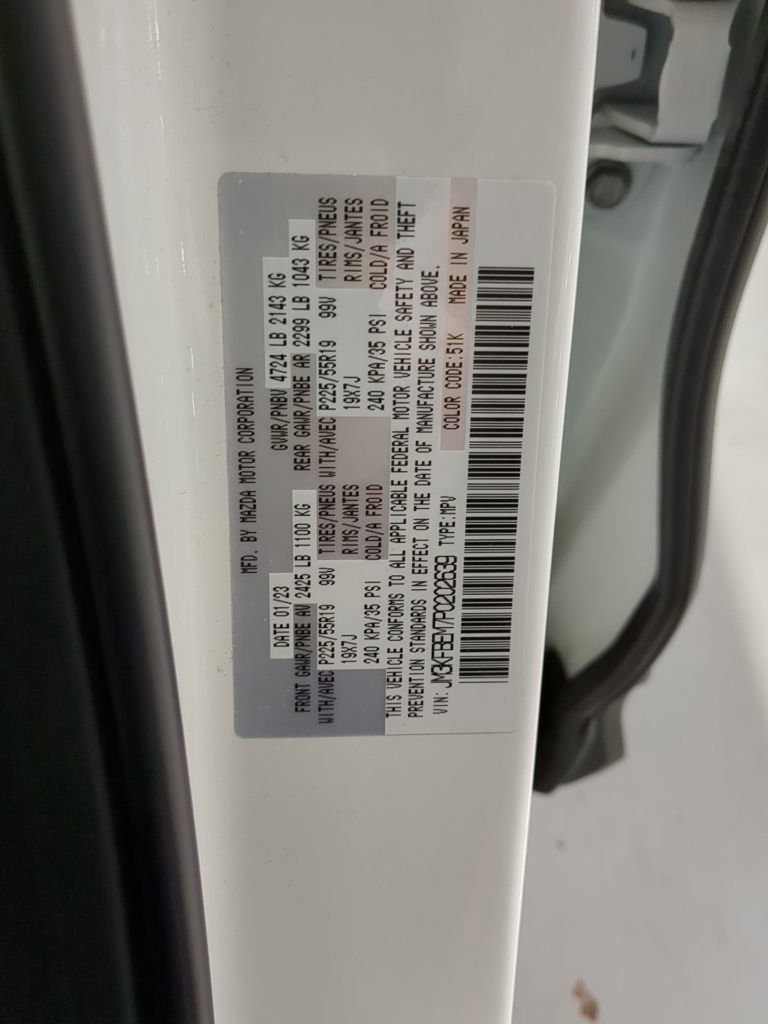 MFD. BY MAZDA MOTOR CORPORATION
DATE 01/23 GVWR/PNBV 4724 LB 2143 KG
FRONT GAWR/PNBE AV 2425 LB 1100 KG REAR GAWR/PNBE AR 2299 LB 1043 KG
WITH/AVEC P225/55R19 99V TIRES/PNEUS WITH/AVEC P225/55R19 99V TIRES/PNEUS
19X7J RIMS/JANTES 19X7J RIMS/JANTES
240 KPA/35 PSI COLD/A FROID 240 KPA/35 PSI COLD/A FROID
THIS VEHICLE CONFORMS TO ALL APPLICABLE FEDERAL MOTOR VEHICLE SAFETY AND THEFT
PREVENTION STANDARDS IN EFFECT ON THE DATE OF MANUFACTURE SHOWN ABOVE.
VIN: JM3KFBEM7P0202639 TYPE:MPV COLOR CODE:51K MADE IN JAPAN